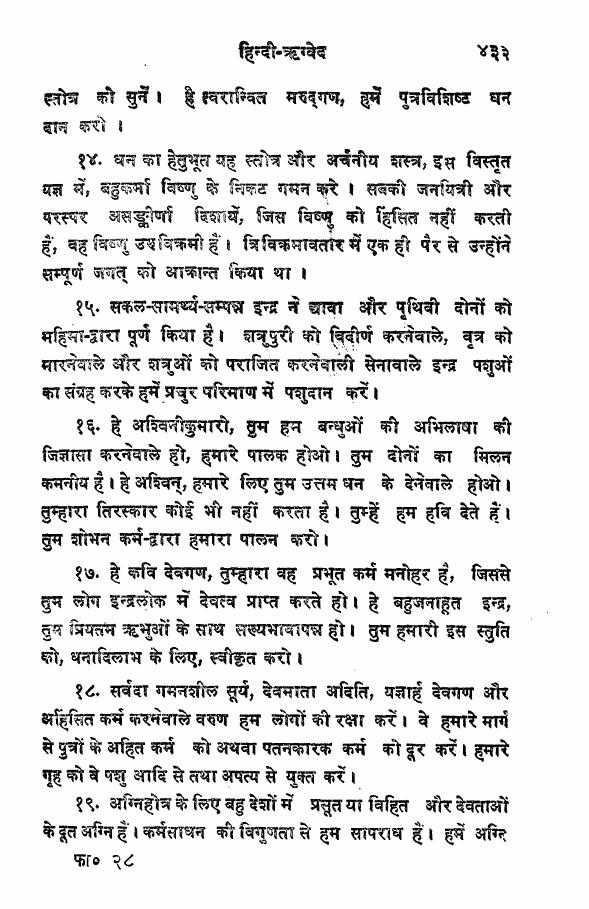 हिन्दी-ऋग्वेद ४३३
स्तोत्र को सुनें। हे स्वरान्वित मरुद्गण, हमें पुत्रविशिष्ट धन
दान करो ।
१४. धन का हेतुभूत यह स्तोत्र और अर्चनीय शस्त्र, इस विस्तृत
यज्ञ में, बहुकर्मा विष्णु के निकट गमन करे । सबकी जनयित्री और
परस्पर असङ्कीर्णा दिशायें, जिस विष्णु को हिंसित नहीं करती
हैं, वह विष्णु उरुविक्रमी हैं। त्रिविक्रमावतार में एक ही पैर से उन्होंने
सम्पूर्ण जगत् को आक्रान्त किया था ।
१५. सकल-सामर्थ्य-सम्पन्न इन्द्र ने द्यावा और पृथिवी दोनों को
महिमा-द्वारा पूर्ण किया है। शत्रुपुरी को विदीर्ण करनेवाले, वृत्र को
मारनेवाले और शत्रुओं को पराजित करनेवाली सेनावाले इन्द्र पशुओं
का संग्रह करके हमें प्रचुर परिमाण में पशुदान करें।
१६. हे अश्विनीकुमारो, तुम हम बन्धुओं की अभिलाषा की
जिज्ञासा करनेवाले हो, हमारे पालक होओ। तुम दोनों का मिलन
कमनीय है। हे अश्विन्, हमारे लिए तुम उत्तम धन के देनेवाले होओ।
तुम्हारा तिरस्कार कोई भी नहीं करता है। तुम्हें हम हवि देते हैं।
तुम शोभन कर्म-द्वारा हमारा पालन करो।
१७. हे कवि देवगण, तुम्हारा वह प्रभूत कर्म मनोहर है, जिससे
तुम लोग इन्द्रलोक में देवत्व प्राप्त करते हो। हे बहुजनाहूत इन्द्र,
तुम प्रियतम ऋभुओं के साथ सख्यभावापन्न हो। तुम हमारी इस स्तुति
को, धनादिलाभ के लिए, स्वीकृत करो।
१८. सर्वदा गमनशील सूर्य, देवमाता अदिति, यज्ञार्ह देवगण और
अहिंसित कर्म करनेवाले वरुण हम लोगों की रक्षा करें। वे हमारे मार्ग
से पुत्रों के अहित कर्म को अथवा पतनकारक कर्म को दूर करें। हमारे
गृह को वे पशु आदि से तथा अपत्य से युक्त करें।
१९. अग्निहोत्र के लिए बहु देशों में प्रसूत या विहित और देवताओं
के दूत अग्नि हैं। कर्मसाधन की विगुणता से हम सापराध हैं। हमें अग्नि
फा० २८